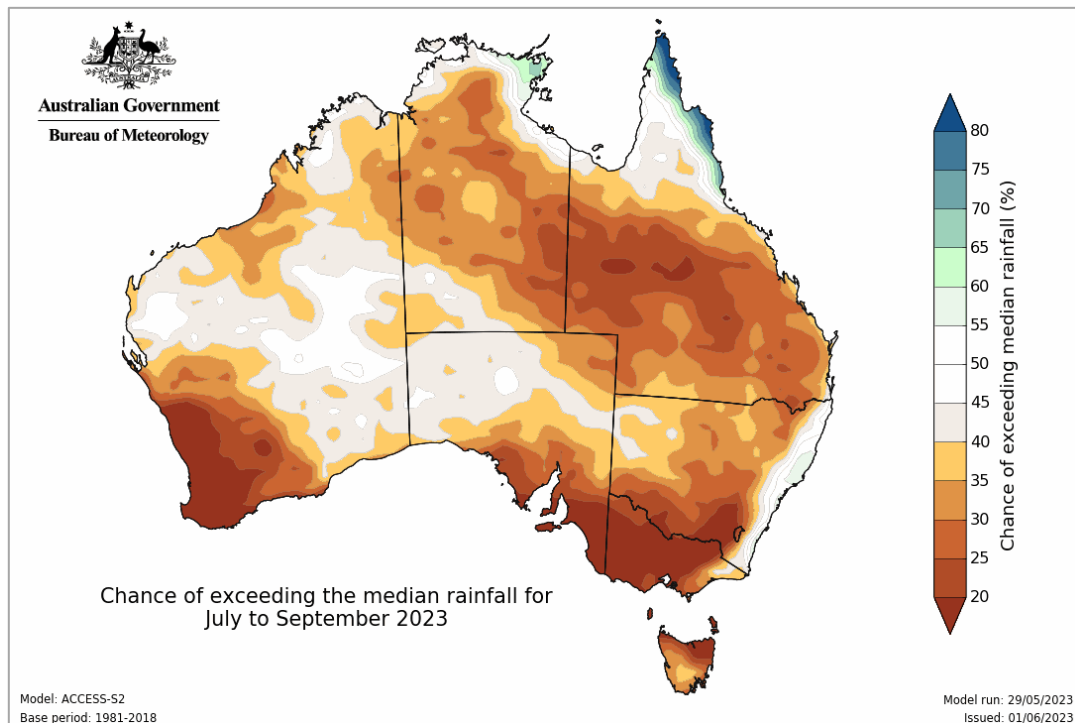 Australian Government
Bureau of Meteorology
80
75
70
65
60
55
50
45
40
35
30
25
20
Chance of exceeding median rainfall (%)
Chance of exceeding the median rainfall for
July to September 2023
Model: ACCESS-S2
Base period: 1981-2018
Model run: 29/05/2023
Issued: 01/06/2023